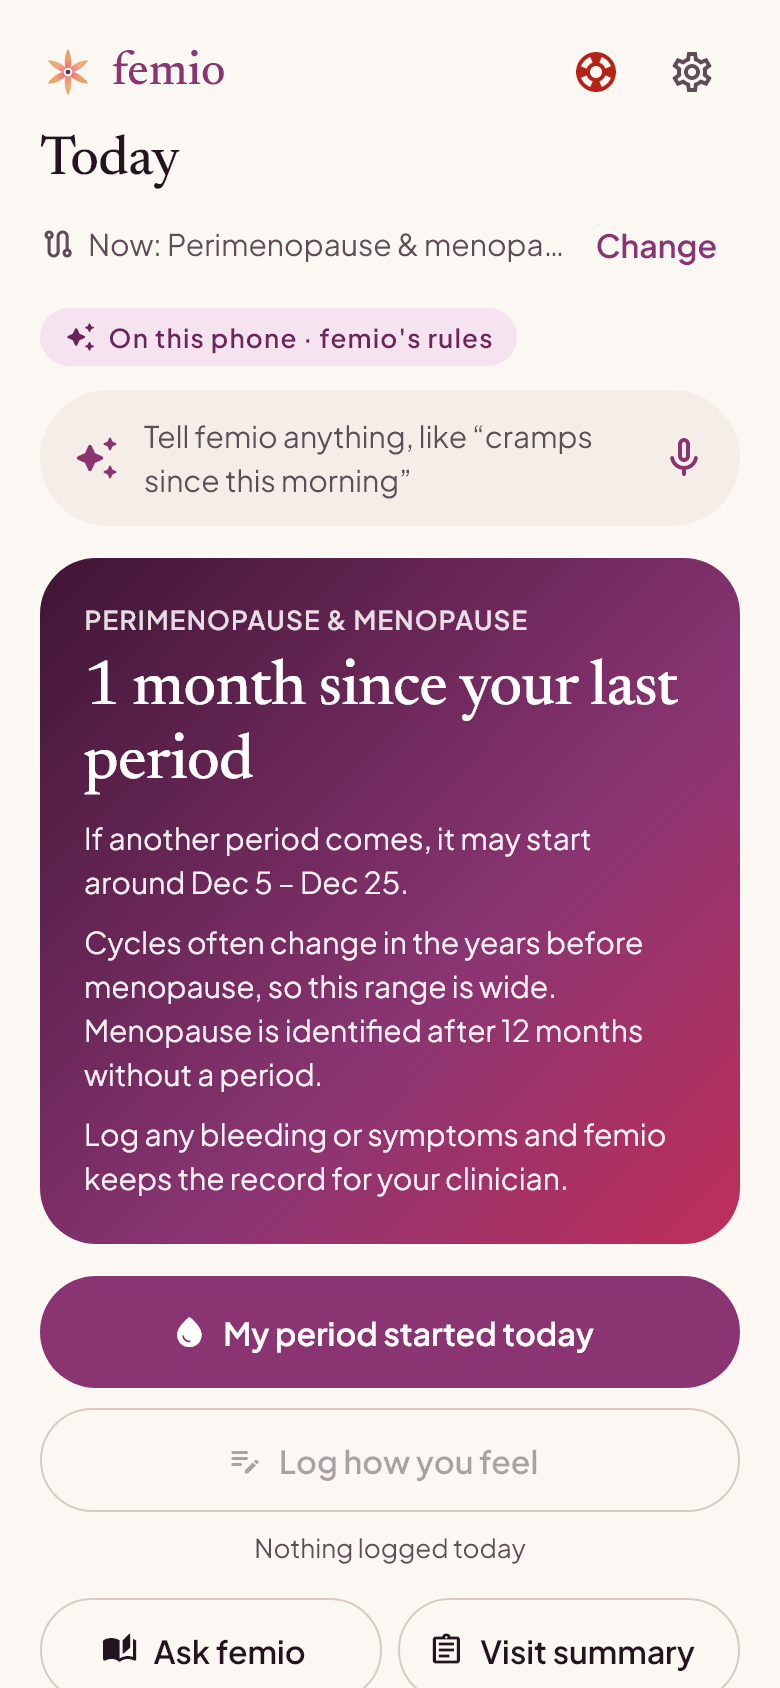 femio
Today
Now: Perimenopause & menopa...
Change
On this phone · femio's rules
Tell femio anything, like “cramps
since this morning”
PERIMENOPAUSE & MENOPAUSE
1 month since your last
period
If another period comes, it may start
around Dec 5 – Dec 25.
Cycles often change in the years before
menopause, so this range is wide.
Menopause is identified after 12 months
without a period.
Log any bleeding or symptoms and femio
keeps the record for your clinician.
My period started today
Log how you feel
Nothing logged today
Ask femio
Visit summary